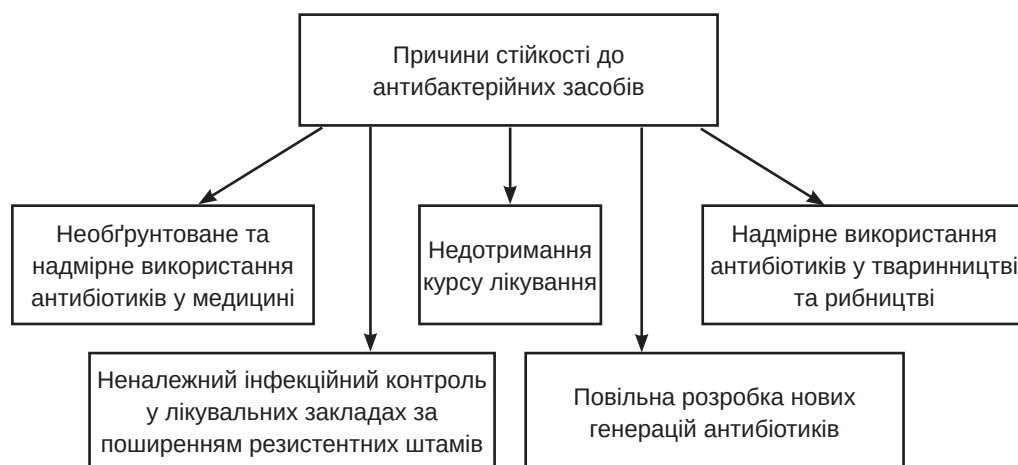 Причини стійкості до
антибактерійних засобів
Необґрунтоване та
надмірне використання
антибіотиків у медицині
Недотримання
курсу лікування
Надмірне використання
антибіотиків у тваринництві
та рибництві
Неналежний інфекційний контроль
у лікувальних закладах за
поширенням резистентних штамів
Повільна розробка нових
генерацій антибіотиків